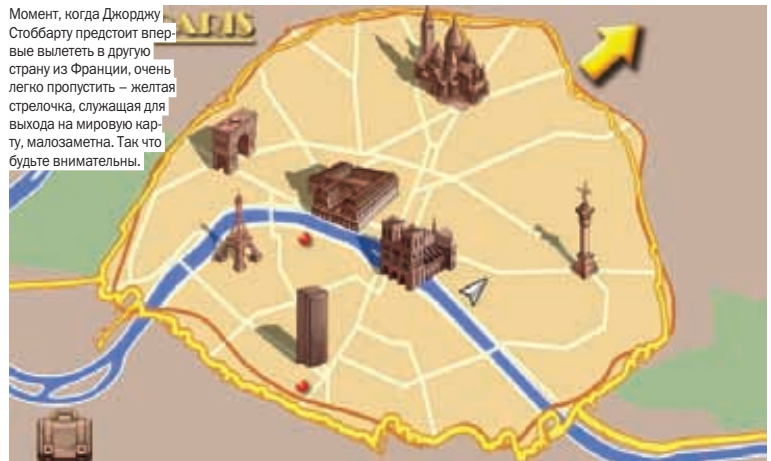 Момент, когда Джорджу
Стоббарту предстоит впер-
вые вылететь в другую
страну из Франции, очень
легко пропустить – желтая
стрелочка, служащая для
выхода на мировую кар-
ту, малозаметна. Так что
будьте внимательны.
ARIS